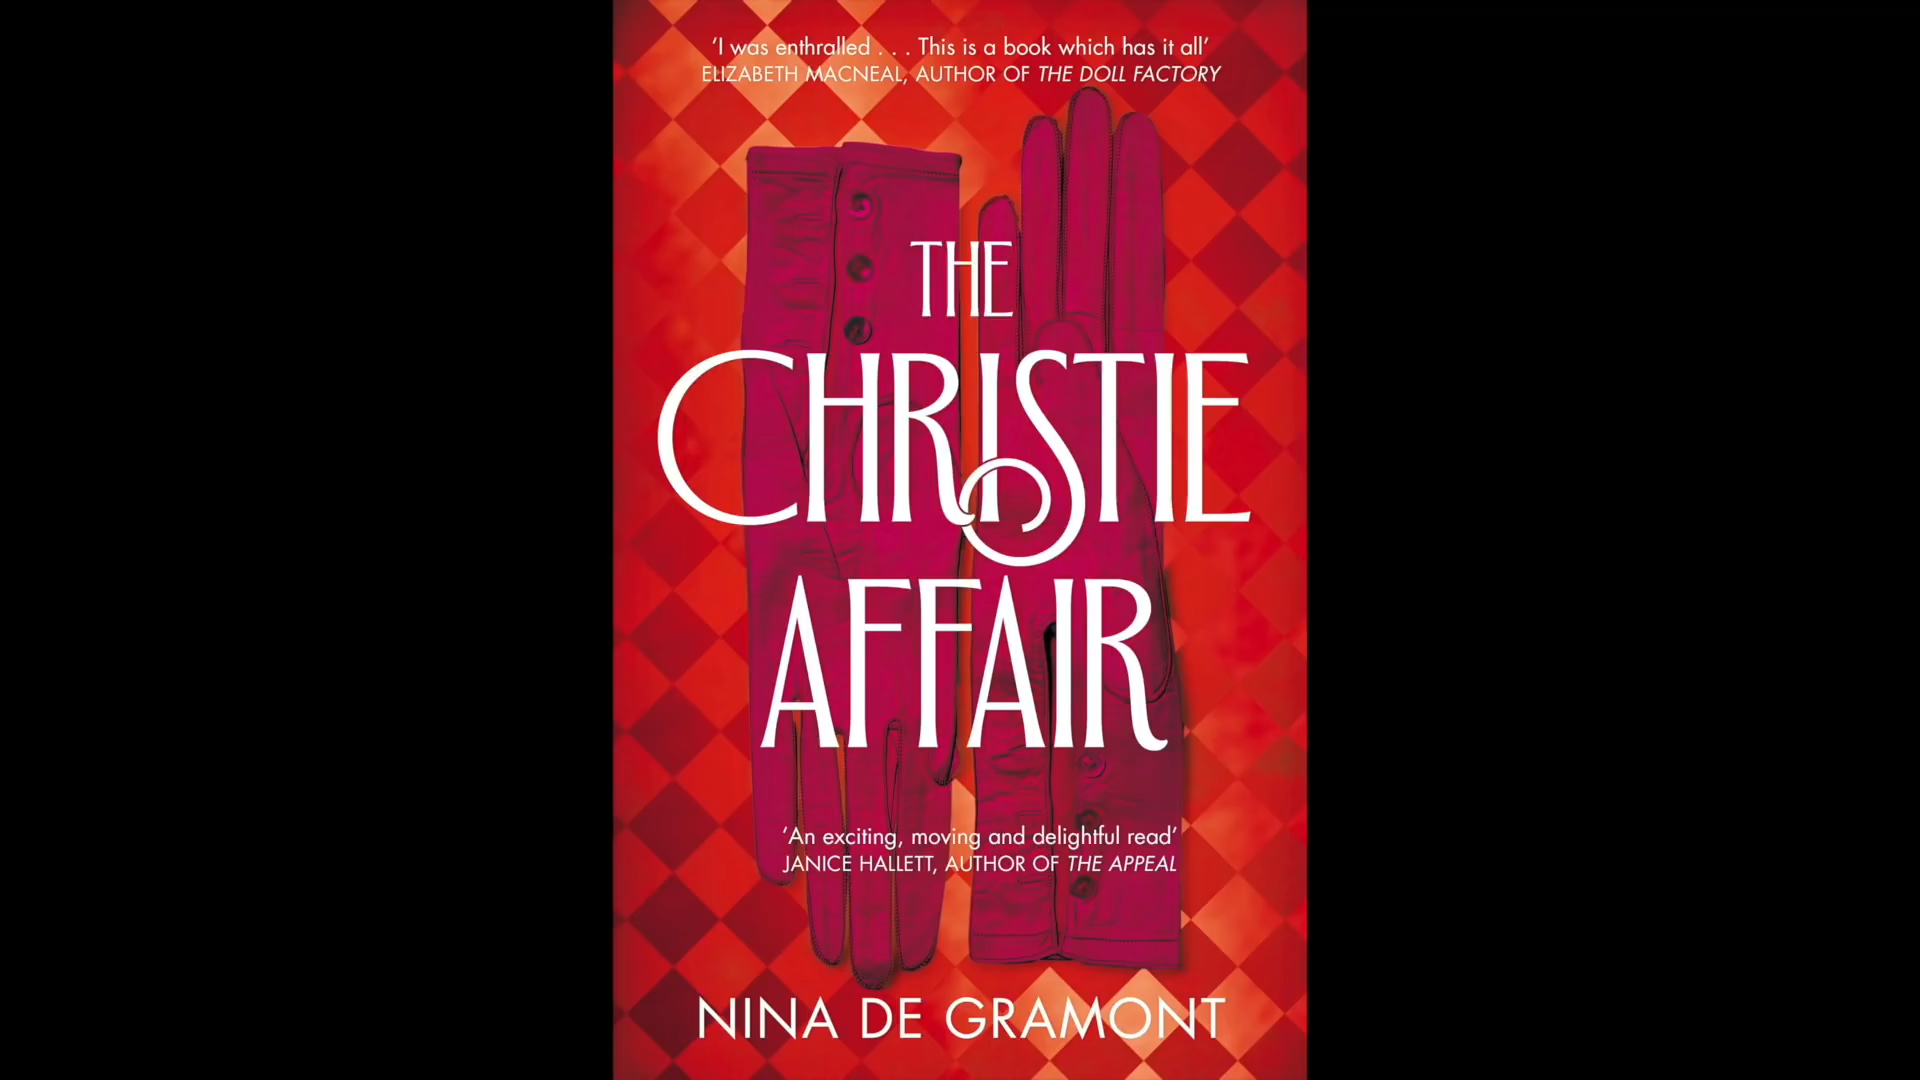 ‘I was enthralled . . . This is a book which has it all’
ELIZABETH MACNEAL, AUTHOR OF THE DOLL FACTORY
THE
CHRISTIE
AFFAIR
‘An exciting, moving and delightful read’
JANICE HALLETT, AUTHOR OF THE APPEAL
NINA DE GRAMONT